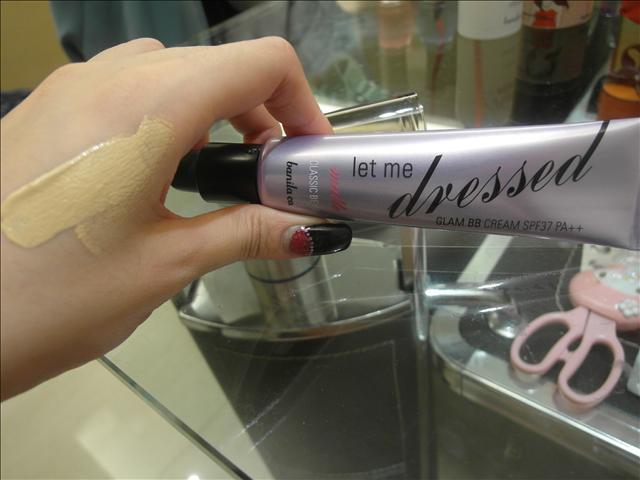 let me
dressed
GLAM BB CREAM SPF37 PA++
CLASSIC BB
banila co